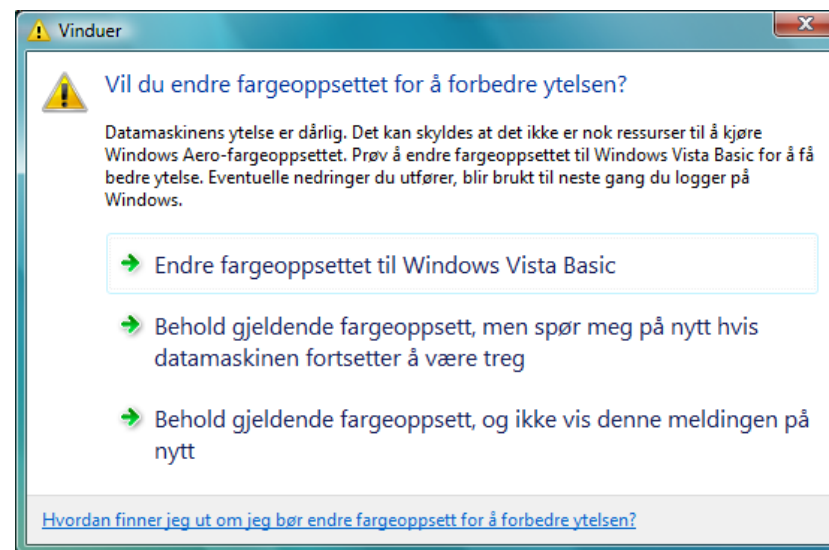 Vinduer
Vil du endre fargeoppsettet for å forbedre ytelsen?
Datamaskinens ytelse er dårlig. Det kan skyldes at det ikke er nok ressurser til å kjøre
Windows Aero-fargeoppsettet. Prøv å endre fargeoppsettet til Windows Vista Basic for å få
bedre ytelse. Eventuelle nedringer du utfører, blir brukt til neste gang du logger på
Windows.
Endre fargeoppsettet til Windows Vista Basic
Behold gjeldende fargeoppsett, men spør meg på nytt hvis
datamaskinen fortsetter å være treg
Behold gjeldende fargeoppsett, og ikke vis denne meldingen på
nytt
Hvordan finner jeg ut om jeg bør endre fargeoppsett for å forbedre ytelsen?